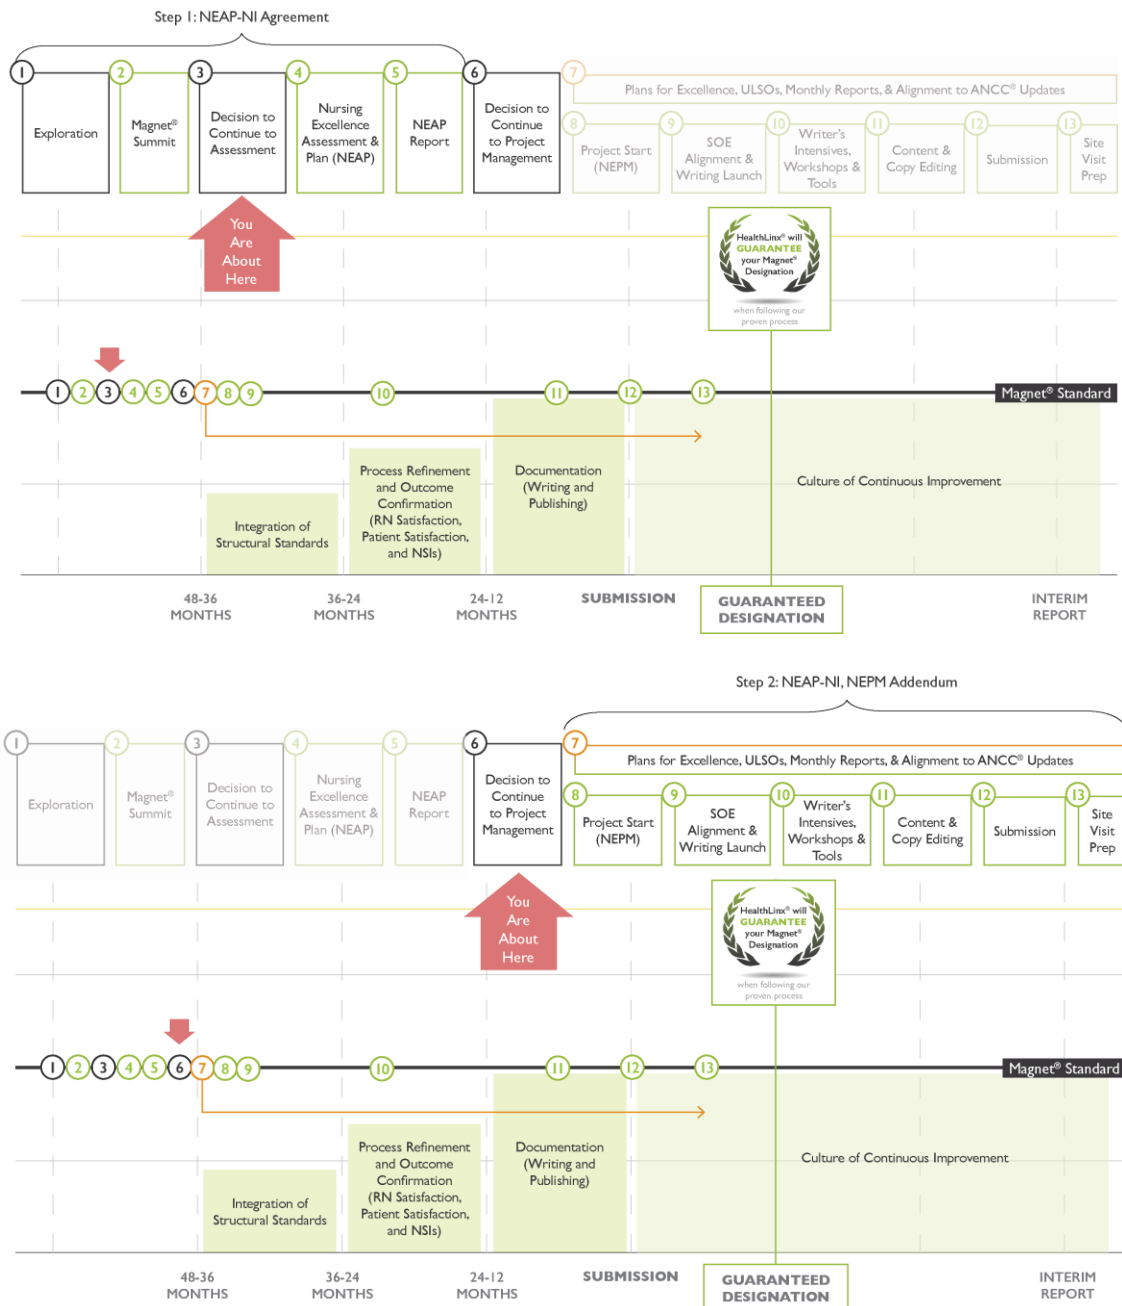 Step 1: NEAP-NI Agreement
1
2
3
4
5
6
7
Plans for Excellence, ULSOs, Monthly Reports, & Alignment to ANCC® Updates
Exploration
Magnet®
Summit
Decision to
Continue to
Assessment
Nursing
Excellence
Assessment &
Plan (NEAP)
NEAP
Report
Decision to
Continue
to Project
Management
8
9
10
11
12
13
Project Start
(NEPM)
SOE
Alignment &
Writing Launch
Writer's
Intensives,
Workshops &
Tools
Content &
Copy Editing
Submission
Site
Visit
Prep
You
Are
About
Here
HealthLinx® will
GUARANTEE
your Magnet®
Designation
when following our
proven process
1
2
3
4
5
6
7
8
9
10
11
12
13
Magnet® Standard
Integration of
Structural Standards
Process Refinement
and Outcome
Confirmation
(RN Satisfaction,
Patient Satisfaction,
and NSIs)
Documentation
(Writing and
Publishing)
Culture of Continuous Improvement
48-36
MONTHS
36-24
MONTHS
24-12
MONTHS
SUBMISSION
GUARANTEED
DESIGNATION
INTERIM
REPORT
Step 2: NEAP-NI, NEPM Addendum
1
2
3
4
5
6
7
Plans for Excellence, ULSOs, Monthly Reports, & Alignment to ANCC® Updates
Exploration
Magnet®
Summit
Decision to
Continue to
Assessment
Nursing
Excellence
Assessment &
Plan (NEAP)
NEAP
Report
Decision to
Continue
to Project
Management
8
9
10
11
12
13
Project Start
(NEPM)
SOE
Alignment &
Writing Launch
Writer's
Intensives,
Workshops &
Tools
Content &
Copy Editing
Submission
Site
Visit
Prep
You
Are
About
Here
HealthLinx® will
GUARANTEE
your Magnet®
Designation
when following our
proven process
1
2
3
4
5
6
7
8
9
10
11
12
13
Magnet® Standard
Integration of
Structural Standards
Process Refinement
and Outcome
Confirmation
(RN Satisfaction,
Patient Satisfaction,
and NSIs)
Documentation
(Writing and
Publishing)
Culture of Continuous Improvement
48-36
MONTHS
36-24
MONTHS
24-12
MONTHS
SUBMISSION
GUARANTEED
DESIGNATION
INTERIM
REPORT